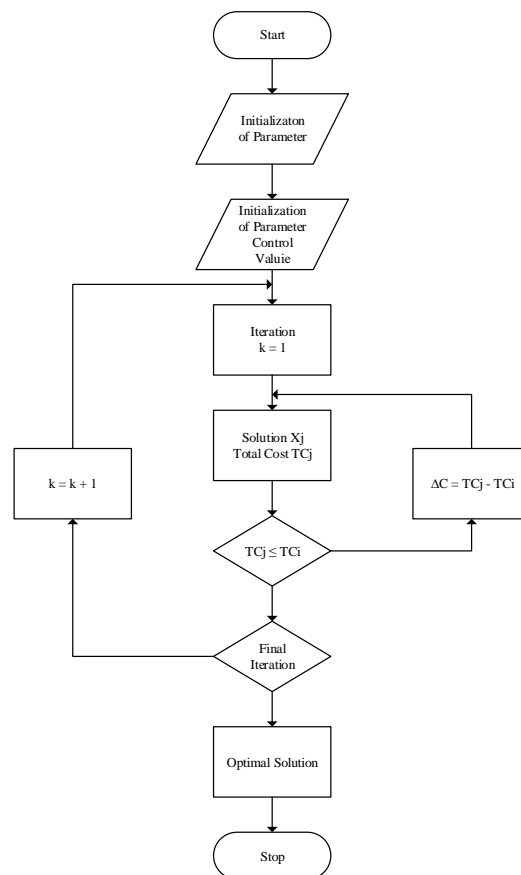 Start
Initializaton
of Parameter
Initialization
of Parameter
Control
Valuie
Iteration
k = 1
Solution Xj
Total Cost TCj
k = k + 1
ΔC = TCj - TCi
TCj ≤ TCi
Final
Iteration
Optimal Solution
Stop